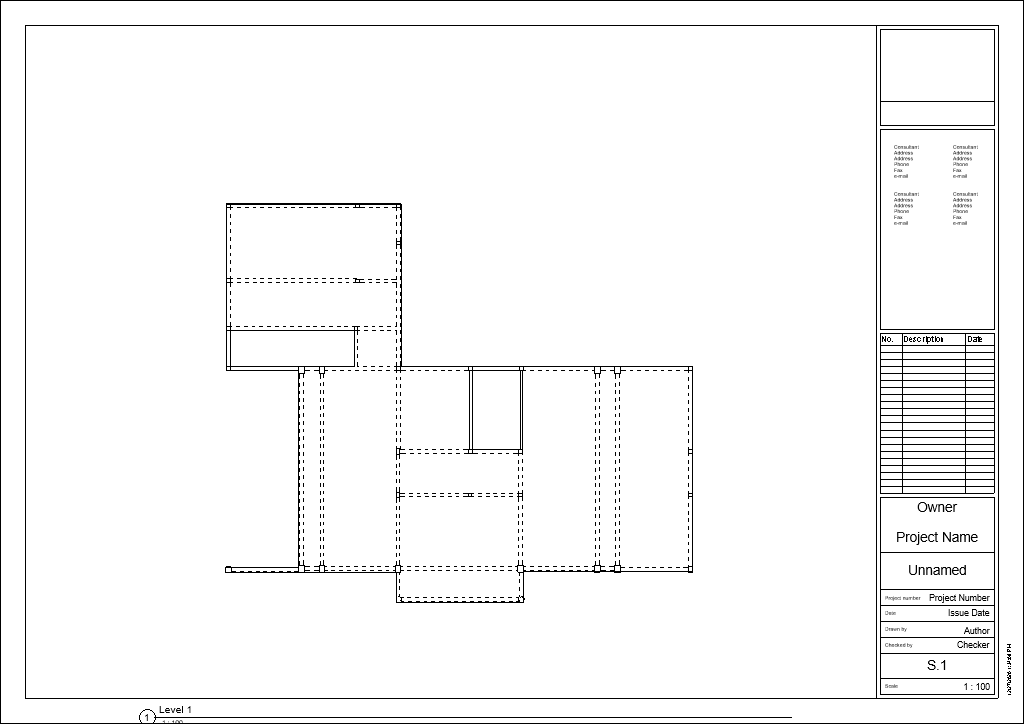 Consultant
Address
Address
Phone
Fax
e-mail
Consultant
Address
Address
Phone
Fax
e-mail
Consultant
Address
Address
Phone
Fax
e-mail
Consultant
Address
Address
Phone
Fax
e-mail
No. Description Date
Owner
Project Name
Unnamed
Project number Project Number
Date Issue Date
Drawn by Author
Checked by Checker
S.1
Scale 1 : 100
1 Level 1
1 : 100